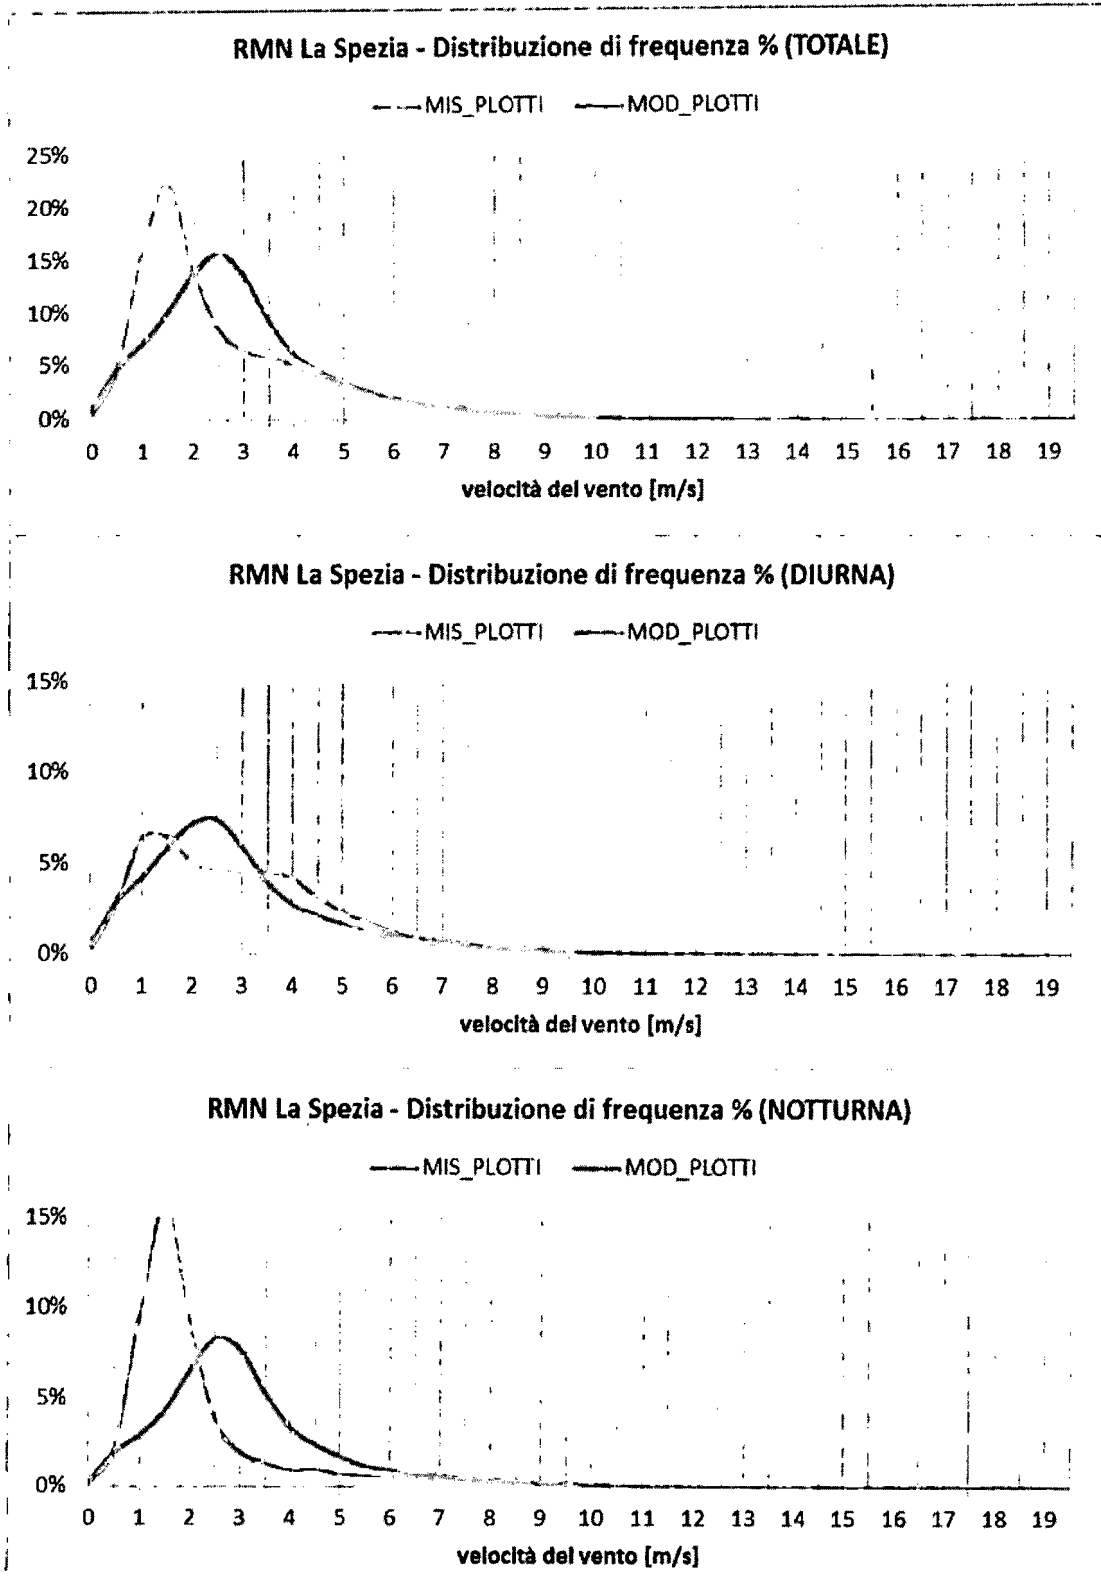 RMN La Spezia - Distribuzione di frequenza % (TOTALE)
MIS_PLOTTI MOD_PLOTTI
25%
20%
15%
10%
5%
0%
0 1 2 3 4 5 6 7 8 9 10 11 12 13 14 15 16 17 18 19
velocità del vento [m/s]
RMN La Spezia - Distribuzione di frequenza % (DIURNA)
MIS_PLOTTI MOD_PLOTTI
15%
10%
5%
0%
0 1 2 3 4 5 6 7 8 9 10 11 12 13 14 15 16 17 18 19
velocità del vento [m/s]
RMN La Spezia - Distribuzione di frequenza % (NOTTURNA)
MIS_PLOTTI MOD_PLOTTI
15%
10%
5%
0%
0 1 2 3 4 5 6 7 8 9 10 11 12 13 14 15 16 17 18 19
velocità del vento [m/s]